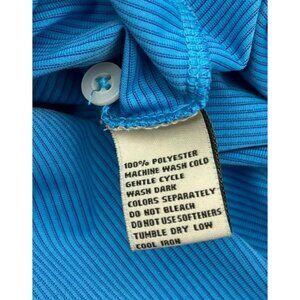 100% POLYESTER
MACHINE WASH COLD
GENTLE CYCLE
WASH DARK
COLORS SEPARATELY
DO NOT BLEACH
DO NOT USE SOFTENERS
TUMBLE DRY LOW
COOL IRON